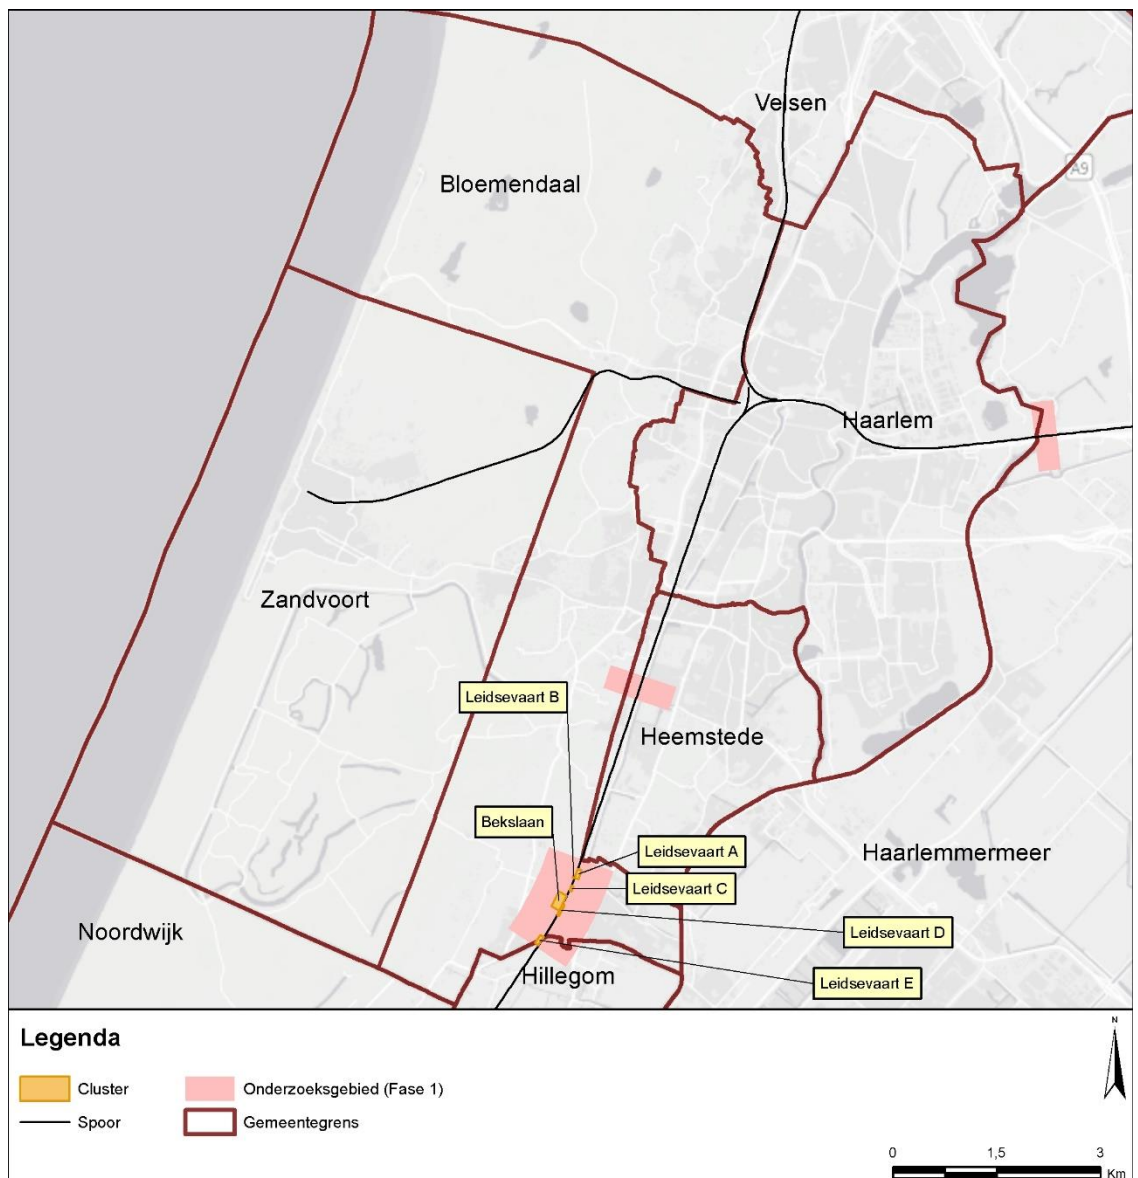 Velsen
A9
Bloemendaal
Haarlem
Zandvoort
Leidsevaart B
Heemstede
Bekslaan
Leidsevaart A
Haarlemmermeer
Leidsevaart C
Noordwijk
Leidsevaart D
Hillegom
Leidsevaart E
Legenda
N
Cluster
Onderzoeksgebied (Fase 1)
Spoor
Gemeentegrens
0 1,5 3
Km